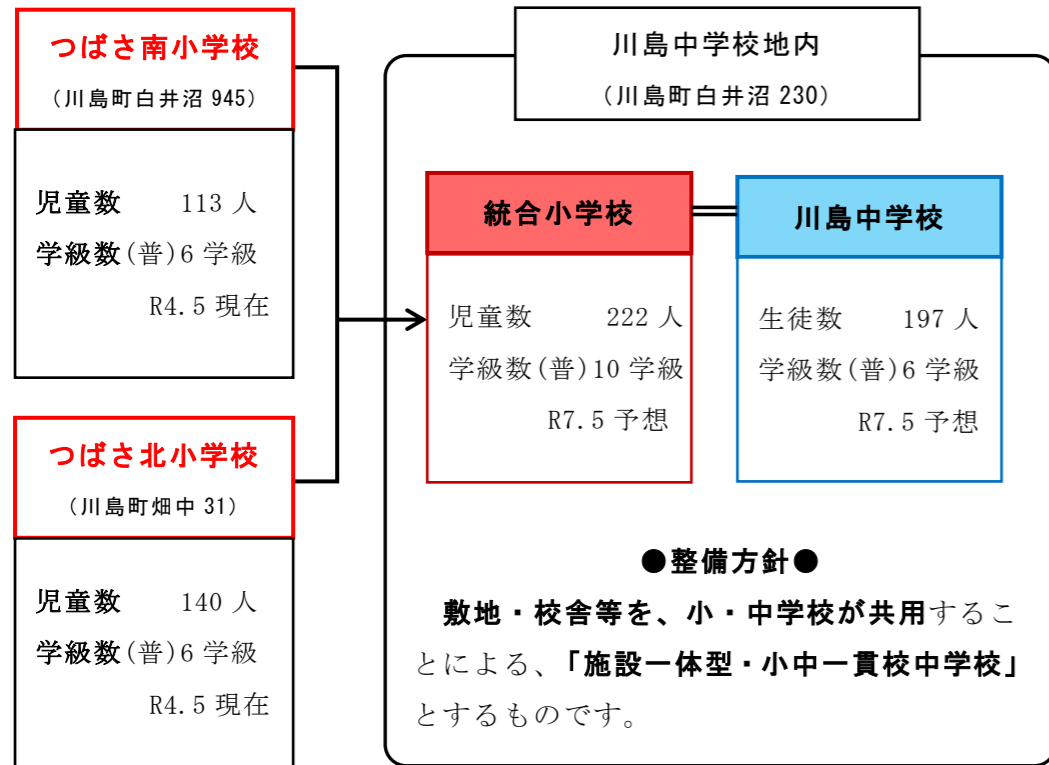 つばさ南小学校
（川島町白井沼 945）
児童数 113 人
学級数(普)6 学級
R4.5 現在
つばさ北小学校
（川島町畑中 31）
児童数 140 人
学級数(普)6 学級
R4.5 現在
川島中学校地内
（川島町白井沼 230）
統合小学校
児童数 222 人
学級数(普)10 学級
R7.5 予想
川島中学校
生徒数 197 人
学級数(普)6 学級
R7.5 予想
●整備方針●
敷地・校舎等を、小・中学校が共用するこ
とによる、「施設一体型・小中一貫校中学校」
とするものです。